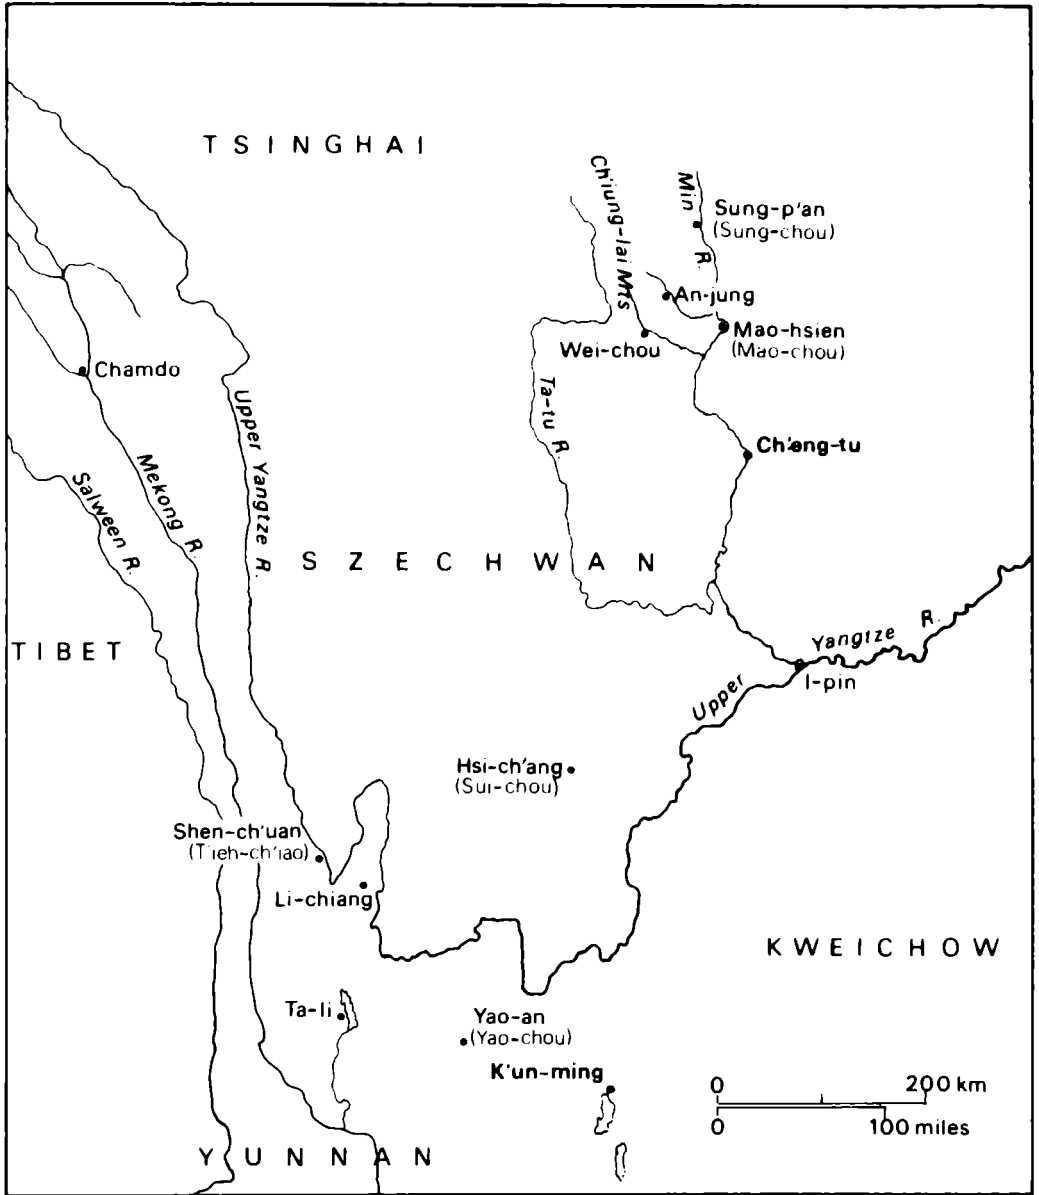 TSINGHAI
Ch'iung-lai Mts
Min R.
Sung-p'an
(Sung-chou)
An-jung
Mao-hsien
(Mao-chou)
Wei-chou
Chamdo
Upper Yangtze R.
Ta-tu R.
Ch'eng-tu
Mekong R.
Salween R.
SZECHWAN
TIBET
Upper Yangtze R.
I-pin
Hsi-ch'ang
(Sui-chou)
Shen-ch'uan
(T'ieh-ch'iao)
Li-chiang
KWEICHOW
Ta-li
Yao-an
(Yao-chou)
K'un-ming
0 200 km
0 100 miles
YUNNAN